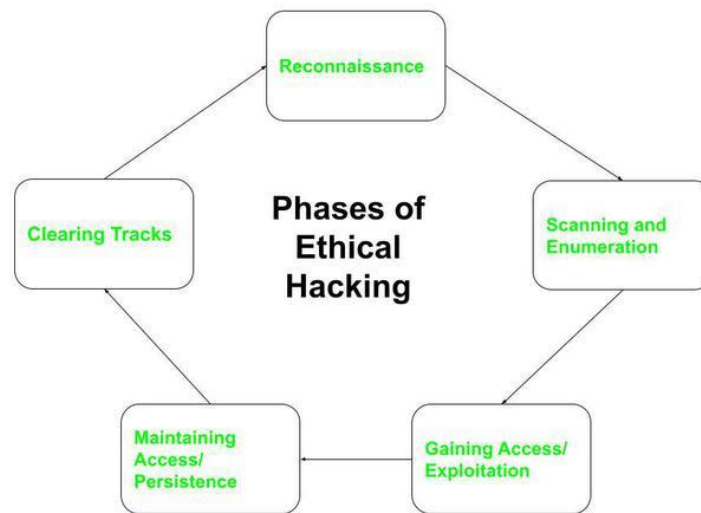 Reconnaissance
Phases of
Ethical
Hacking
Scanning and
Enumeration
Gaining Access/
Exploitation
Maintaining
Access/
Persistence
Clearing Tracks